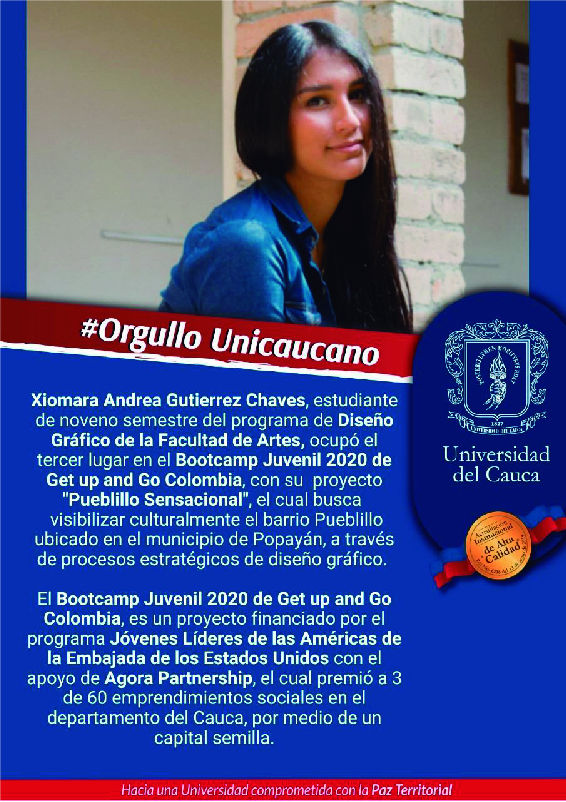 #Orgullo Unicaucano
Xiomara Andrea Gutierrez Chaves, estudiante
de noveno semestre del programa de Diseño
Gráfico de la Facultad de Artes, ocupó el
tercer lugar en el Bootcamp Juvenil 2020 de
Get up and Go Colombia, con su proyecto
"Pueblillo Sensacional", el cual busca
visibilizar culturalmente el barrio Pueblillo
ubicado en el municipio de Popayán, a través
de procesos estratégicos de diseño gráfico.
El Bootcamp Juvenil 2020 de Get up and Go
Colombia, es un proyecto financiado por el
programa Jóvenes Líderes de las Américas de
la Embajada de los Estados Unidos con el
apoyo de Agora Partnership, el cual premió a 3
de 60 emprendimientos sociales en el
departamento del Cauca, por medio de un
capital semilla.
Universidad
del Cauca
Acreditación
Institucional
de Alta
Calidad
Hacia una Universidad comprometida con la Paz Territorial